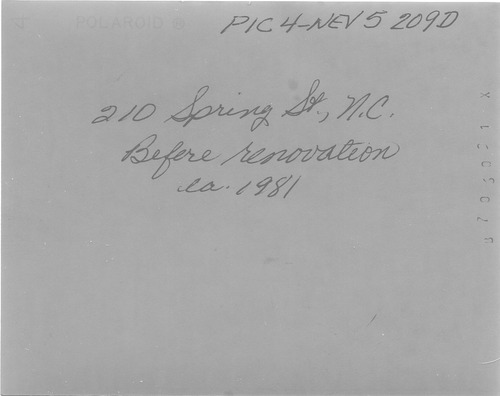 POLAROID ®
PIC 4-NEV 5 209D
210 Spring St., N.C.
Before renovation
ca. 1981